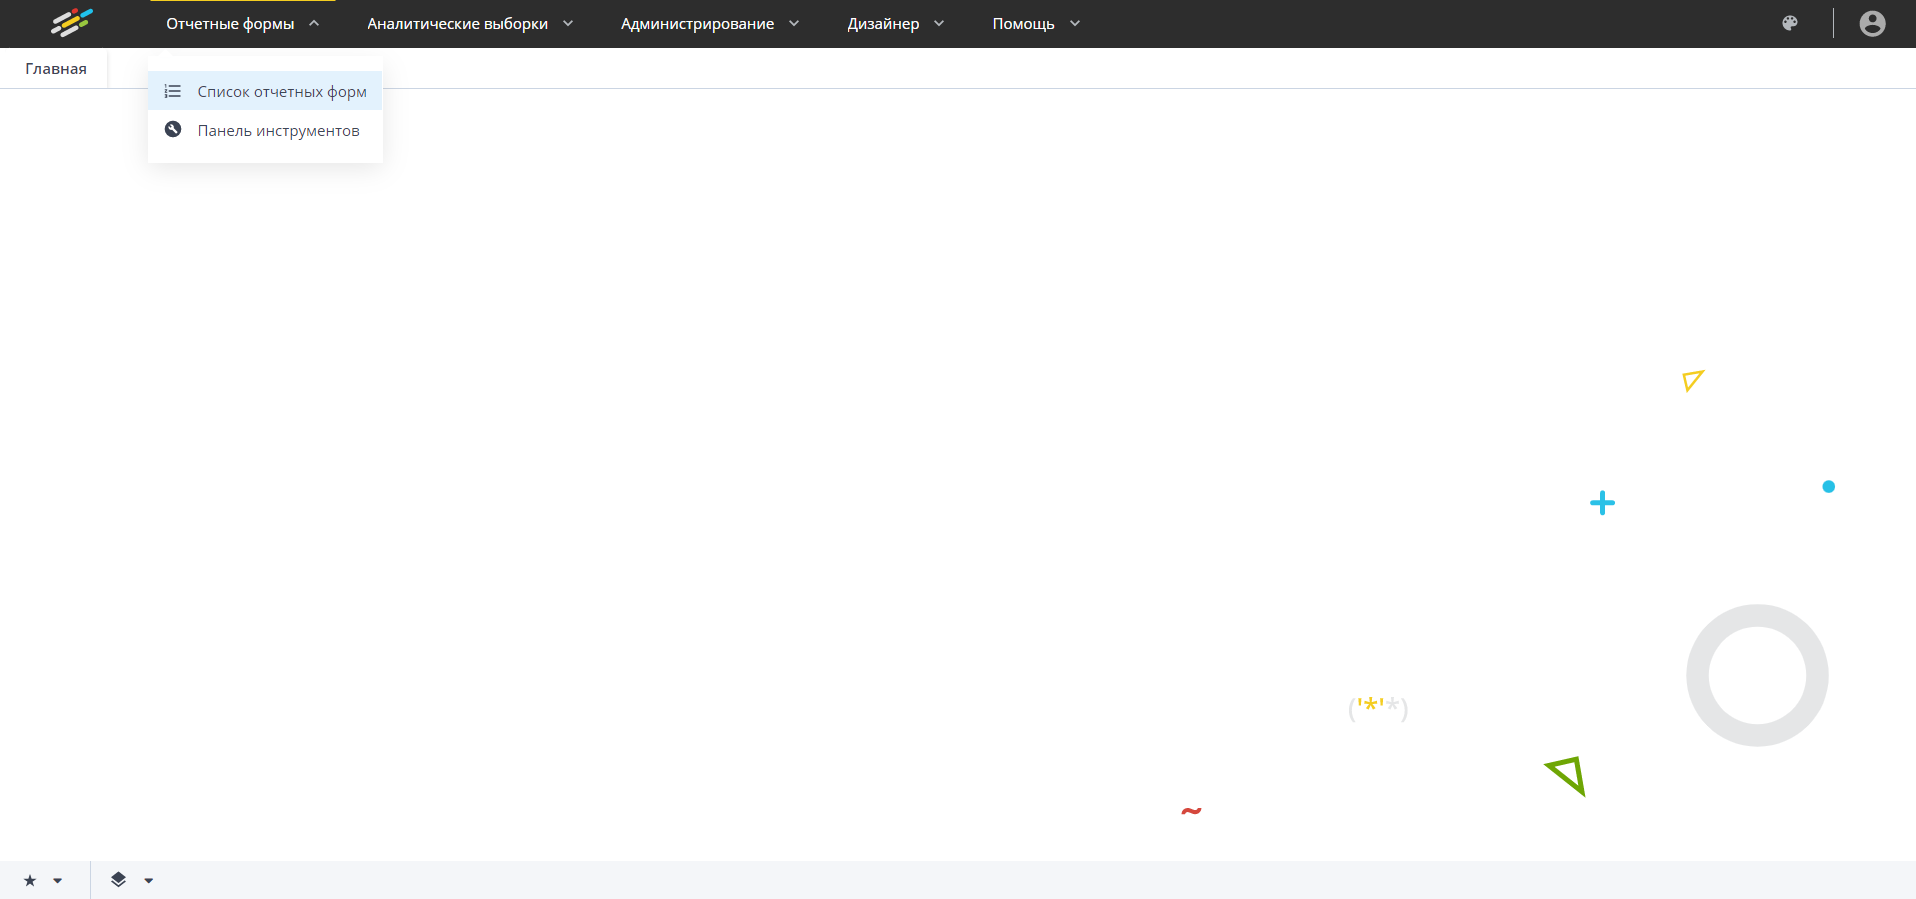 Отчетные формы
Аналитические выборки
Администрирование
Дизайнер
Помощь
Главная
Список отчетных форм
Панель инструментов
('*'*)
~